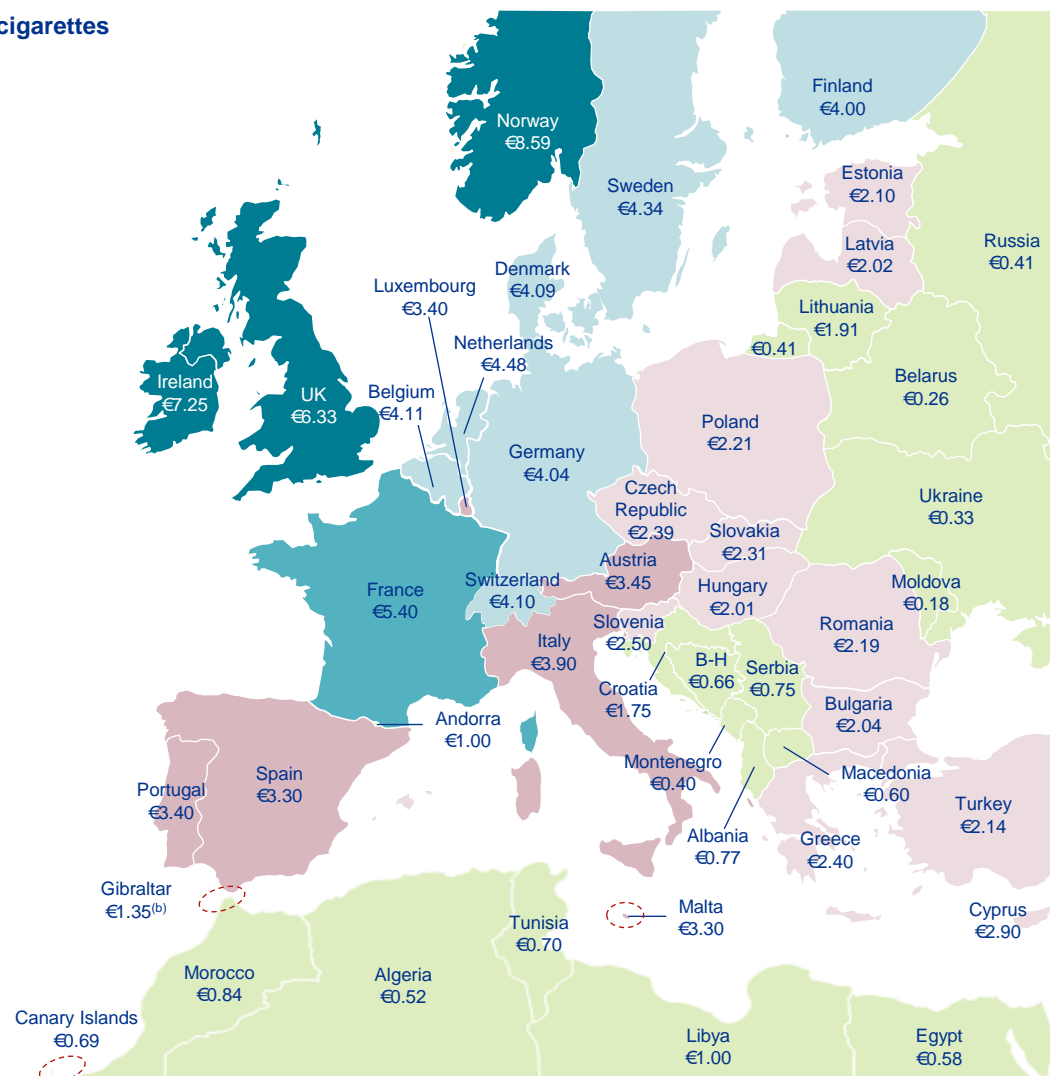 cigarettes
Finland
€4.00
Norway
€8.59
Estonia
€2.10
Sweden
€4.34
Latvia
€2.02
Russia
€0.41
Denmark
€4.09
Luxembourg
€3.40
Lithuania
€1.91
Netherlands
€4.48
€0.41
Ireland
€7.25
UK
€6.33
Belgium
€4.11
Belarus
€0.26
Poland
€2.21
Germany
€4.04
Czech
Republic
€2.39
Ukraine
€0.33
Slovakia
€2.31
Austria
€3.45
France
€5.40
Switzerland
€4.10
Hungary
€2.01
Moldova
€0.18
Slovenia
€2.50
Romania
€2.19
Italy
€3.90
B-H
€0.66
Serbia
€0.75
Croatia
€1.75
Bulgaria
€2.04
Andorra
€1.00
Montenegro
€0.40
Macedonia
€0.60
Spain
€3.30
Portugal
€3.40
Turkey
€2.14
Albania
€0.77
Greece
€2.40
Gibraltar
€1.35(b)
Malta
€3.30
Cyprus
€2.90
Tunisia
€0.70
Morocco
€0.84
Algeria
€0.52
Canary Islands
€0.69
Libya
€1.00
Egypt
€0.58